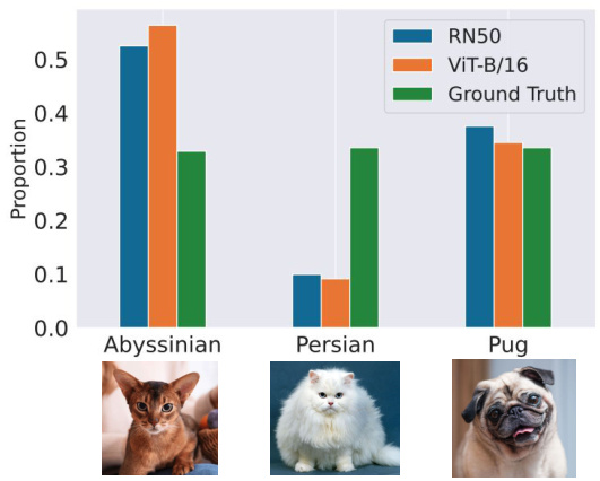 Proportion
0.5
0.4
0.3
0.2
0.1
0.0
RN50
ViT-B/16
Ground Truth
Abyssinian Persian Pug